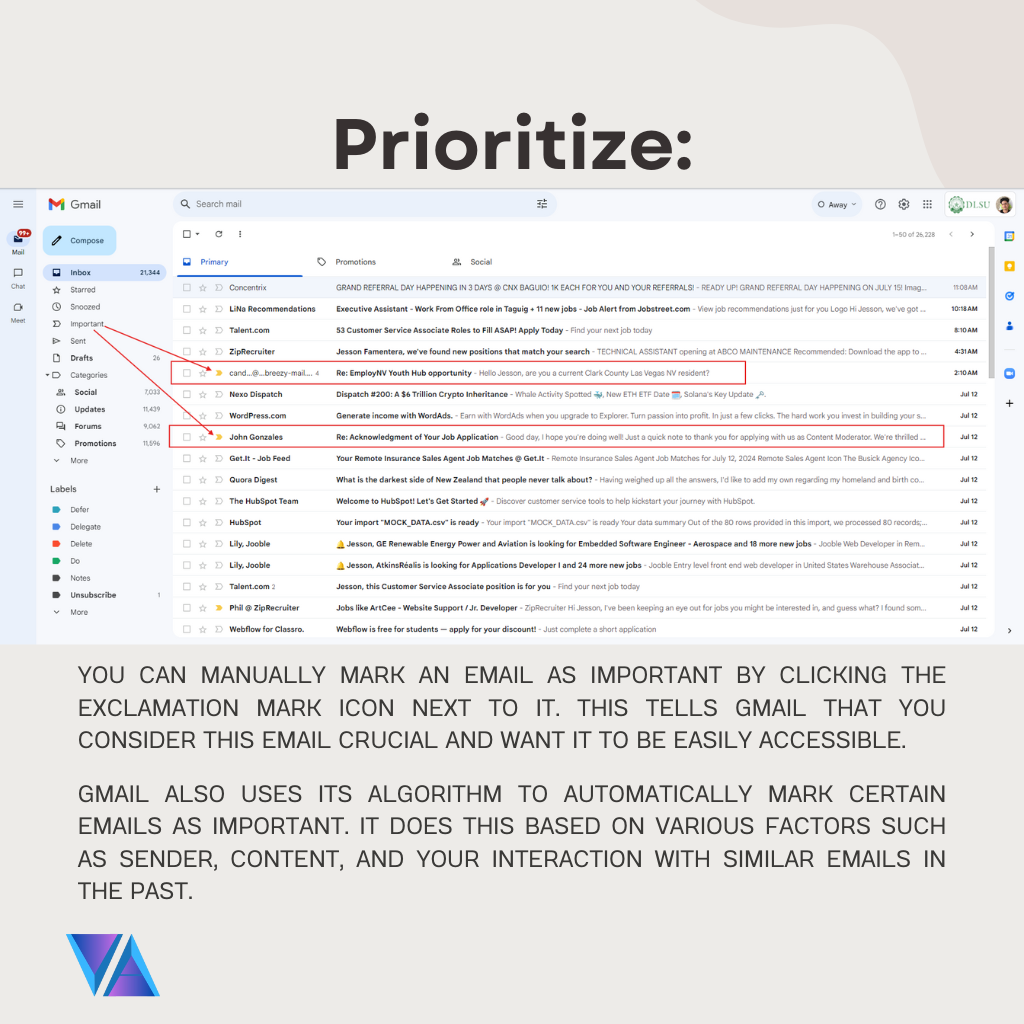 Prioritize:
Gmail
Search mail
Away
DLSU
99+
Mail
Chat
Meet
Compose
1–50 of 26,228
Inbox 21,344
Starred
Snoozed
Important
Sent
Drafts 26
Categories
Social 7,033
Updates 11,439
Forums 9,062
Promotions 11,596
More
Labels
Defer
Delegate
Delete
Do
Notes
Unsubscribe 1
More
Primary Promotions Social
Concentrix GRAND REFERRAL DAY HAPPENING IN 3 DAYS @ CNX BAGUIO! 1K EACH FOR YOU AND YOUR REFERRALS! - READY UP! GRAND REFERRAL DAY HAPPENING ON JULY 15! Imag... 11:08 AM
LiNa Recommendations Executive Assistant - Work From Office role in Taguig + 11 new jobs - Job Alert from Jobstreet.com - View job recommendations just for you Logo Hi Jesson, we've got ... 10:18 AM
Talent.com 53 Customer Service Associate Roles to Fill ASAP! Apply Today - Find your next job today 8:10 AM
ZipRecruiter Jesson Famentera, we've found new positions that match your search - TECHNICAL ASSISTANT opening at ABCO MAINTENANCE Recommended: Download the app to ... 4:31 AM
cand...@...breezy-mail.... 4 Re: EmployNV Youth Hub opportunity - Hello Jesson, are you a current Clark County Las Vegas NV resident? 2:10 AM
Nexo Dispatch Dispatch #200: A $6 Trillion Crypto Inheritance - Whale Activity Spotted 🐳, New ETH ETF Date 🗓️, Solana's Key Update 🗝️. Jul 12
WordPress.com Generate income with WordAds. - Earn with WordAds when you upgrade to Explorer. Turn passion into profit. In just a few clicks. The hard work you invest in building your s... Jul 12
John Gonzales Re: Acknowledgment of Your Job Application - Good day, I hope you're doing well! Just a quick note to thank you for applying with us as Content Moderator. We're thrilled ... Jul 12
Get.It - Job Feed Your Remote Insurance Sales Agent Job Matches @ Get.It - Remote Insurance Sales Agent Job Matches for July 12, 2024 Remote Sales Agent Icon The Busick Agency Ico... Jul 12
Quora Digest What is the darkest side of New Zealand that people never talk about? - Having weighed up all the answers, I'd like to add my own regarding my homeland and birth co... Jul 12
The HubSpot Team Welcome to HubSpot! Let's Get Started 🚀 - Discover customer service tools to help kickstart your journey with HubSpot. Jul 12
HubSpot Your import "MOCK_DATA.csv" is ready - Your import "MOCK_DATA.csv" is ready Your data summary Out of the 80 rows provided in this import, we processed 80 records;... Jul 12
Lily, Jooble 🔔 Jesson, GE Renewable Energy Power and Aviation is looking for Embedded Software Engineer - Aerospace and 18 more new jobs - Jooble Web Developer in Rem... Jul 12
Lily, Jooble 🔔 Jesson, AtkinsRéalis is looking for Applications Developer I and 24 more new jobs - Jooble Entry level front end web developer in United States Warehouse Associat... Jul 12
Talent.com 2 Jesson, this Customer Service Associate position is for you - Find your next job today Jul 12
Phil @ ZipRecruiter Jobs like ArtCee - Website Support / Jr. Developer - ZipRecruiter Hi Jesson, I've been keeping an eye out for jobs you might be interested in, and guess what? I found som... Jul 12
Webflow for Classro. Webflow is free for students — apply for your discount! - Just complete a short application Jul 12
YOU CAN MANUALLY MARK AN EMAIL AS IMPORTANT BY CLICKING THE
EXCLAMATION MARK ICON NEXT TO IT. THIS TELLS GMAIL THAT YOU
CONSIDER THIS EMAIL CRUCIAL AND WANT IT TO BE EASILY ACCESSIBLE.
GMAIL ALSO USES ITS ALGORITHM TO AUTOMATICALLY MARK CERTAIN
EMAILS AS IMPORTANT. IT DOES THIS BASED ON VARIOUS FACTORS SUCH
AS SENDER, CONTENT, AND YOUR INTERACTION WITH SIMILAR EMAILS IN
THE PAST.
VA